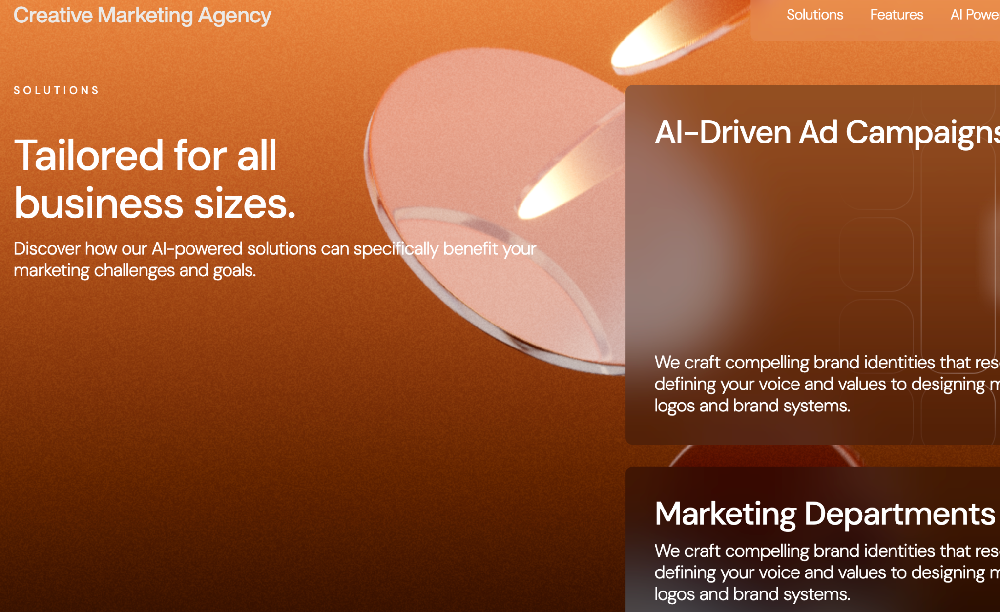 Creative Marketing Agency
Solutions Features AI
SOLUTIONS
Tailored for all
business sizes.
Discover how our AI-powered solutions can specifically benefit your
marketing challenges and goals.
AI-Driven Ad Campaigns
We craft compelling brand identities that
defining your voice and values to designing
logos and brand systems.
Marketing Departments
We craft compelling brand identities that
defining your voice and values to designing
logos and brand systems.